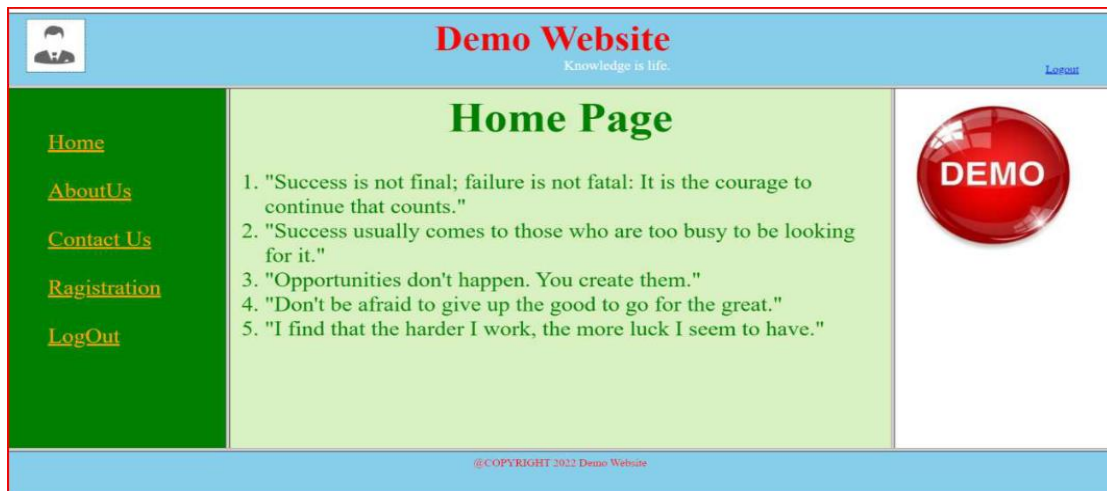 Demo Website
Knowledge is life.
Logout
Home
AboutUs
Contact Us
Ragistration
LogOut
Home Page
1. "Success is not final; failure is not fatal: It is the courage to
continue that counts."
2. "Success usually comes to those who are too busy to be looking
for it."
3. "Opportunities don't happen. You create them."
4. "Don't be afraid to give up the good to go for the great."
5. "I find that the harder I work, the more luck I seem to have."
DEMO
@COPYRIGHT 2022 Demo Website